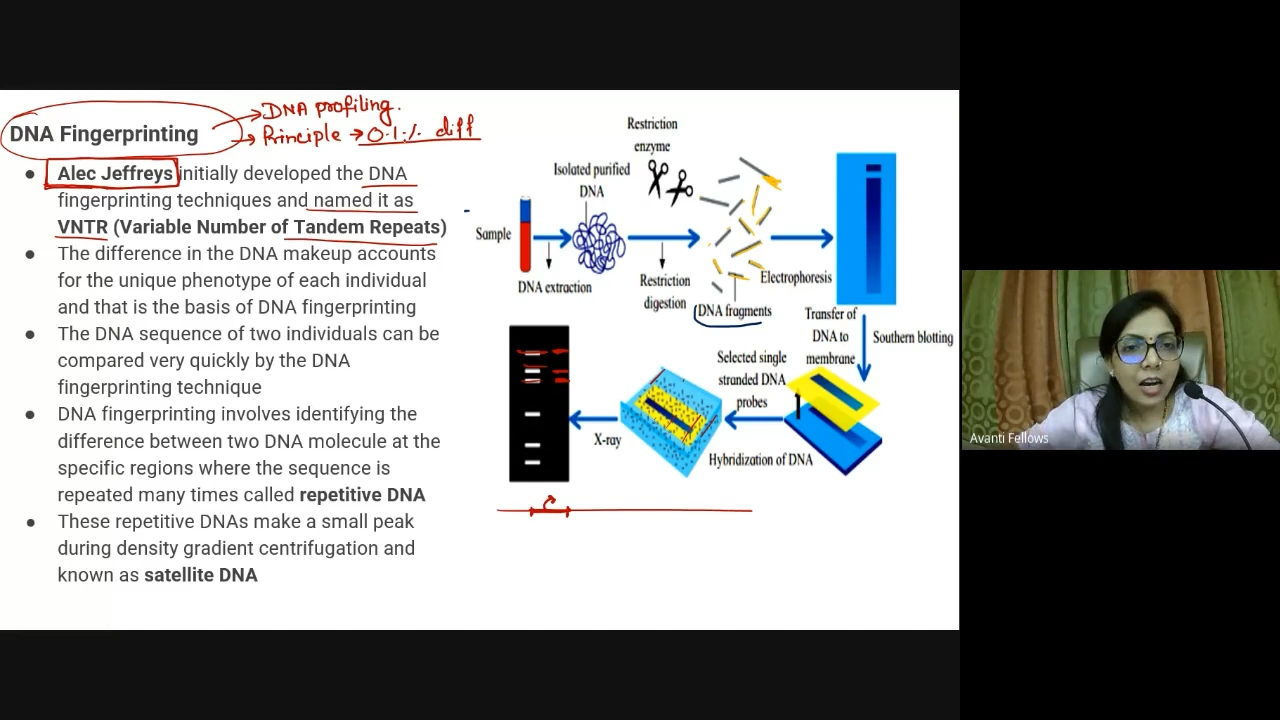 →DNA profiling.
→Principle →0.1.% diff
DNA Fingerprinting
● Alec Jeffreys initially developed the DNA
fingerprinting techniques and named it as
VNTR (Variable Number of Tandem Repeats)
● The difference in the DNA makeup accounts
for the unique phenotype of each individual
and that is the basis of DNA fingerprinting
● The DNA sequence of two individuals can be
compared very quickly by the DNA
fingerprinting technique
● DNA fingerprinting involves identifying the
difference between two DNA molecule at the
specific regions where the sequence is
repeated many times called repetitive DNA
● These repetitive DNAs make a small peak
during density gradient centrifugation and
known as satellite DNA
Restriction
enzyme
Isolated purified
DNA
Sample
DNA extraction
Restriction
digestion
DNA fragments
Electrophoresis
Transfer of
DNA to
membrane
Southern blotting
Selected single
stranded DNA
probes
Hybridization of DNA
X-ray
Avanti Fellows